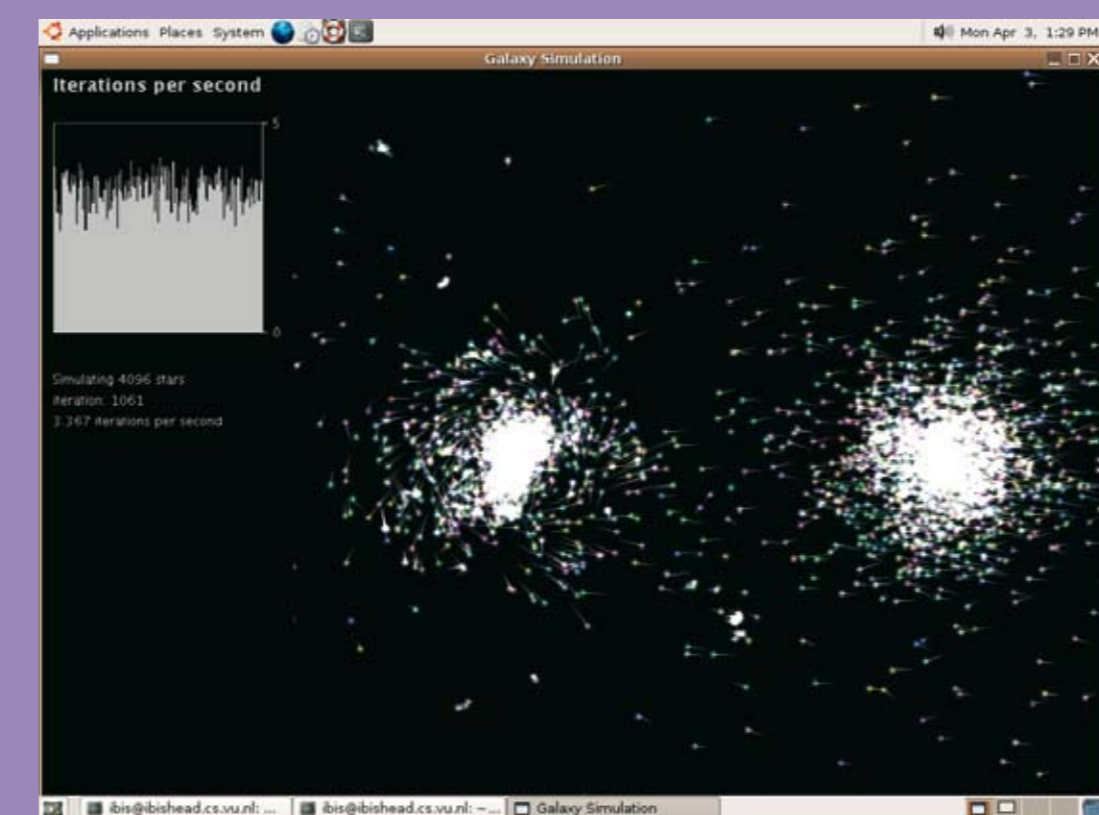 Applications Places System
Mon Apr 3, 1:29 PM
Galaxy Simulation
Iterations per second
5
0
Simulating 4096 stars
iteration: 1061
3.367 iterations per second
ibis@ibishead.cs.vu.nl: ...
ibis@ibishead.cs.vu.nl: ~...
Galaxy Simulation